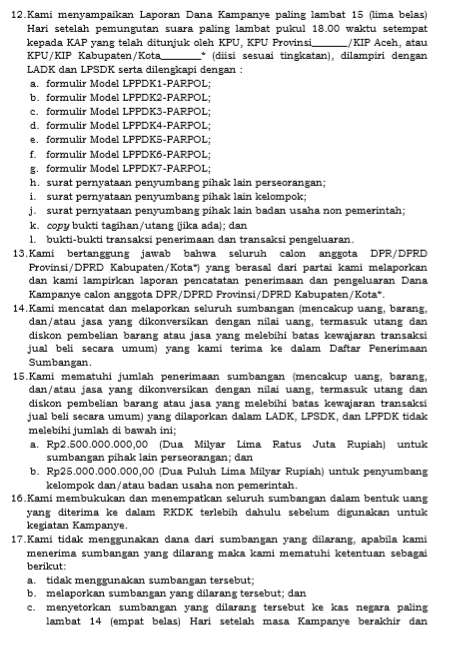 12.Kami menyampaikan Laporan Dana Kampanye paling lambat 15 (lima belas)
Hari setelah pemungutan suara paling lambat pukul 18.00 waktu setempat
kepada KAP yang telah ditunjuk oleh KPU, KPU Provinsi______/KIP Aceh, atau
KPU/KIP Kabupaten/Kota_______* (diisi sesuai tingkatan), dilampiri dengan
LADK dan LPSDK serta dilengkapi dengan :
a. formulir Model LPPDK1-PARPOL;
b. formulir Model LPPDK2-PARPOL;
c. formulir Model LPPDK3-PARPOL;
d. formulir Model LPPDK4-PARPOL;
e. formulir Model LPPDK5-PARPOL;
f. formulir Model LPPDK6-PARPOL;
g. formulir Model LPPDK7-PARPOL;
h. surat pernyataan penyumbang pihak lain perseorangan;
i. surat pernyataan penyumbang pihak lain kelompok;
j. surat pernyataan penyumbang pihak lain badan usaha non pemerintah;
k. copy bukti tagihan/utang (jika ada); dan
l. bukti-bukti transaksi penerimaan dan transaksi pengeluaran.
13.Kami bertanggung jawab bahwa seluruh calon anggota DPR/DPRD
Provinsi/DPRD Kabupaten/Kota*) yang berasal dari partai kami melaporkan
dan kami lampirkan laporan pencatatan penerimaan dan pengeluaran Dana
Kampanye calon anggota DPR/DPRD Provinsi/DPRD Kabupaten/Kota*.
14.Kami mencatat dan melaporkan seluruh sumbangan (mencakup uang, barang,
dan/atau jasa yang dikonversikan dengan nilai uang, termasuk utang dan
diskon pembelian barang atau jasa yang melebihi batas kewajaran transaksi
jual beli secara umum) yang kami terima ke dalam Daftar Penerimaan
Sumbangan.
15.Kami mematuhi jumlah penerimaan sumbangan (mencakup uang, barang,
dan/atau jasa yang dikonversikan dengan nilai uang, termasuk utang dan
diskon pembelian barang atau jasa yang melebihi batas kewajaran transaksi
jual beli secara umum) yang dilaporkan dalam LADK, LPSDK, dan LPPDK tidak
melebihi jumlah di bawah ini;
a. Rp2.500.000.000,00 (Dua Milyar Lima Ratus Juta Rupiah) untuk
sumbangan pihak lain perseorangan; dan
b. Rp25.000.000.000,00 (Dua Puluh Lima Milyar Rupiah) untuk penyumbang
kelompok dan/atau badan usaha non pemerintah.
16.Kami membukukan dan menempatkan seluruh sumbangan dalam bentuk uang
yang diterima ke dalam RKDK terlebih dahulu sebelum digunakan untuk
kegiatan Kampanye.
17.Kami tidak menggunakan dana dari sumbangan yang dilarang, apabila kami
menerima sumbangan yang dilarang maka kami mematuhi ketentuan sebagai
berikut:
a. tidak menggunakan sumbangan tersebut;
b. melaporkan sumbangan yang dilarang tersebut; dan
c. menyetorkan sumbangan yang dilarang tersebut ke kas negara paling
lambat 14 (empat belas) Hari setelah masa Kampanye berakhir dan